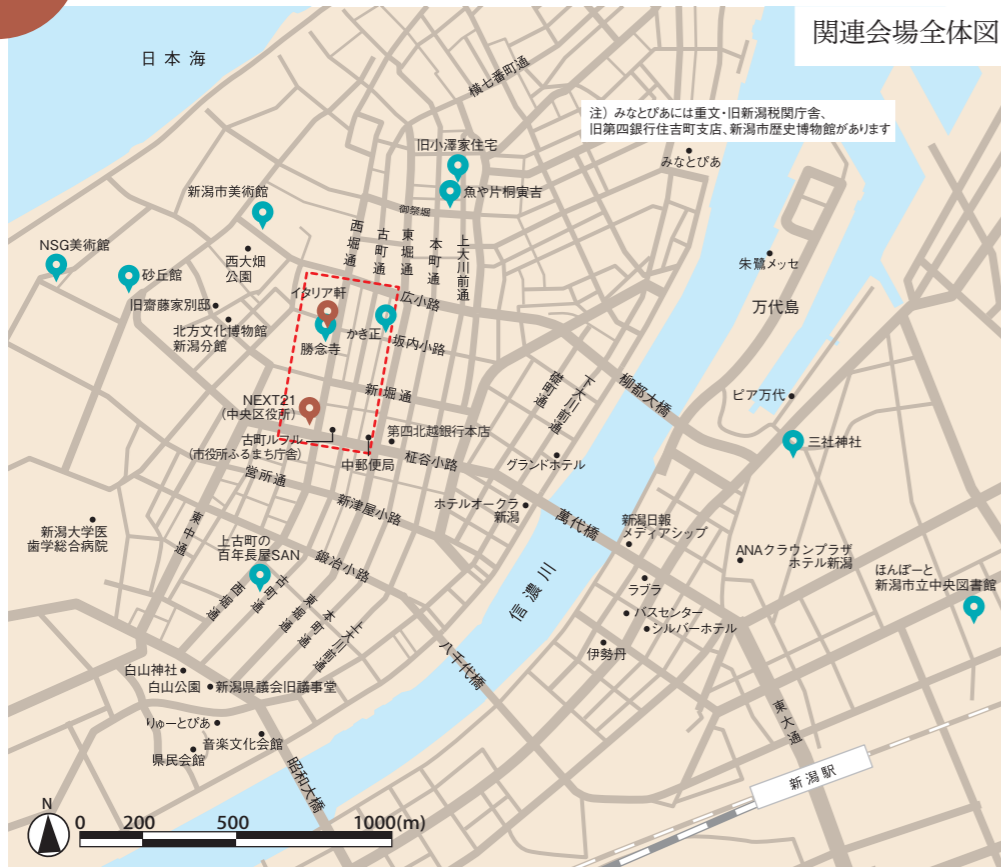 関連会場全体図
日本海
横七番町通
注）みなとぴあには重文・旧新潟税関庁舎、
旧第四銀行住吉町支店、新潟市歴史博物館があります
みなとぴあ
旧小澤家住宅
魚や片桐寅吉
新潟市美術館
御祭堀
西堀通
古町通
東堀通
本町通
上大川前通
NSG美術館
西大畑
公園
砂丘館
旧齋藤家別邸
北方文化博物館
新潟分館
イタリア軒
広小路
勝念寺
かき正
坂内小路
朱鷺メッセ
万代島
新堀通
下大川前通
礎町通
柳都大橋
ピア万代
NEXT21
（中央区役所）
古町ルフル
（市役所ふるまち庁舎）
第四北越銀行本店
中郵便局
柾谷小路
グランドホテル
三社神社
営所通
新津屋小路
ホテルオークラ
新潟
萬代橋
新潟日報
メディアシップ
新潟大学医
歯学総合病院
東中通
上古町の
百年長屋SAN
鍛冶小路
ANAクラウンプラザ
ホテル新潟
ほんぽーと
新潟市立中央図書館
西堀通
古町通
東堀通
本町通
上大川前通
信濃川
ラブラ
バスセンター
シルバーホテル
伊勢丹
八千代橋
白山神社
白山公園
新潟県議会旧議事堂
りゅーとぴあ
音楽文化会館
県民会館
昭和大橋
東大通
新潟駅
N
0 200 500 1000(m)